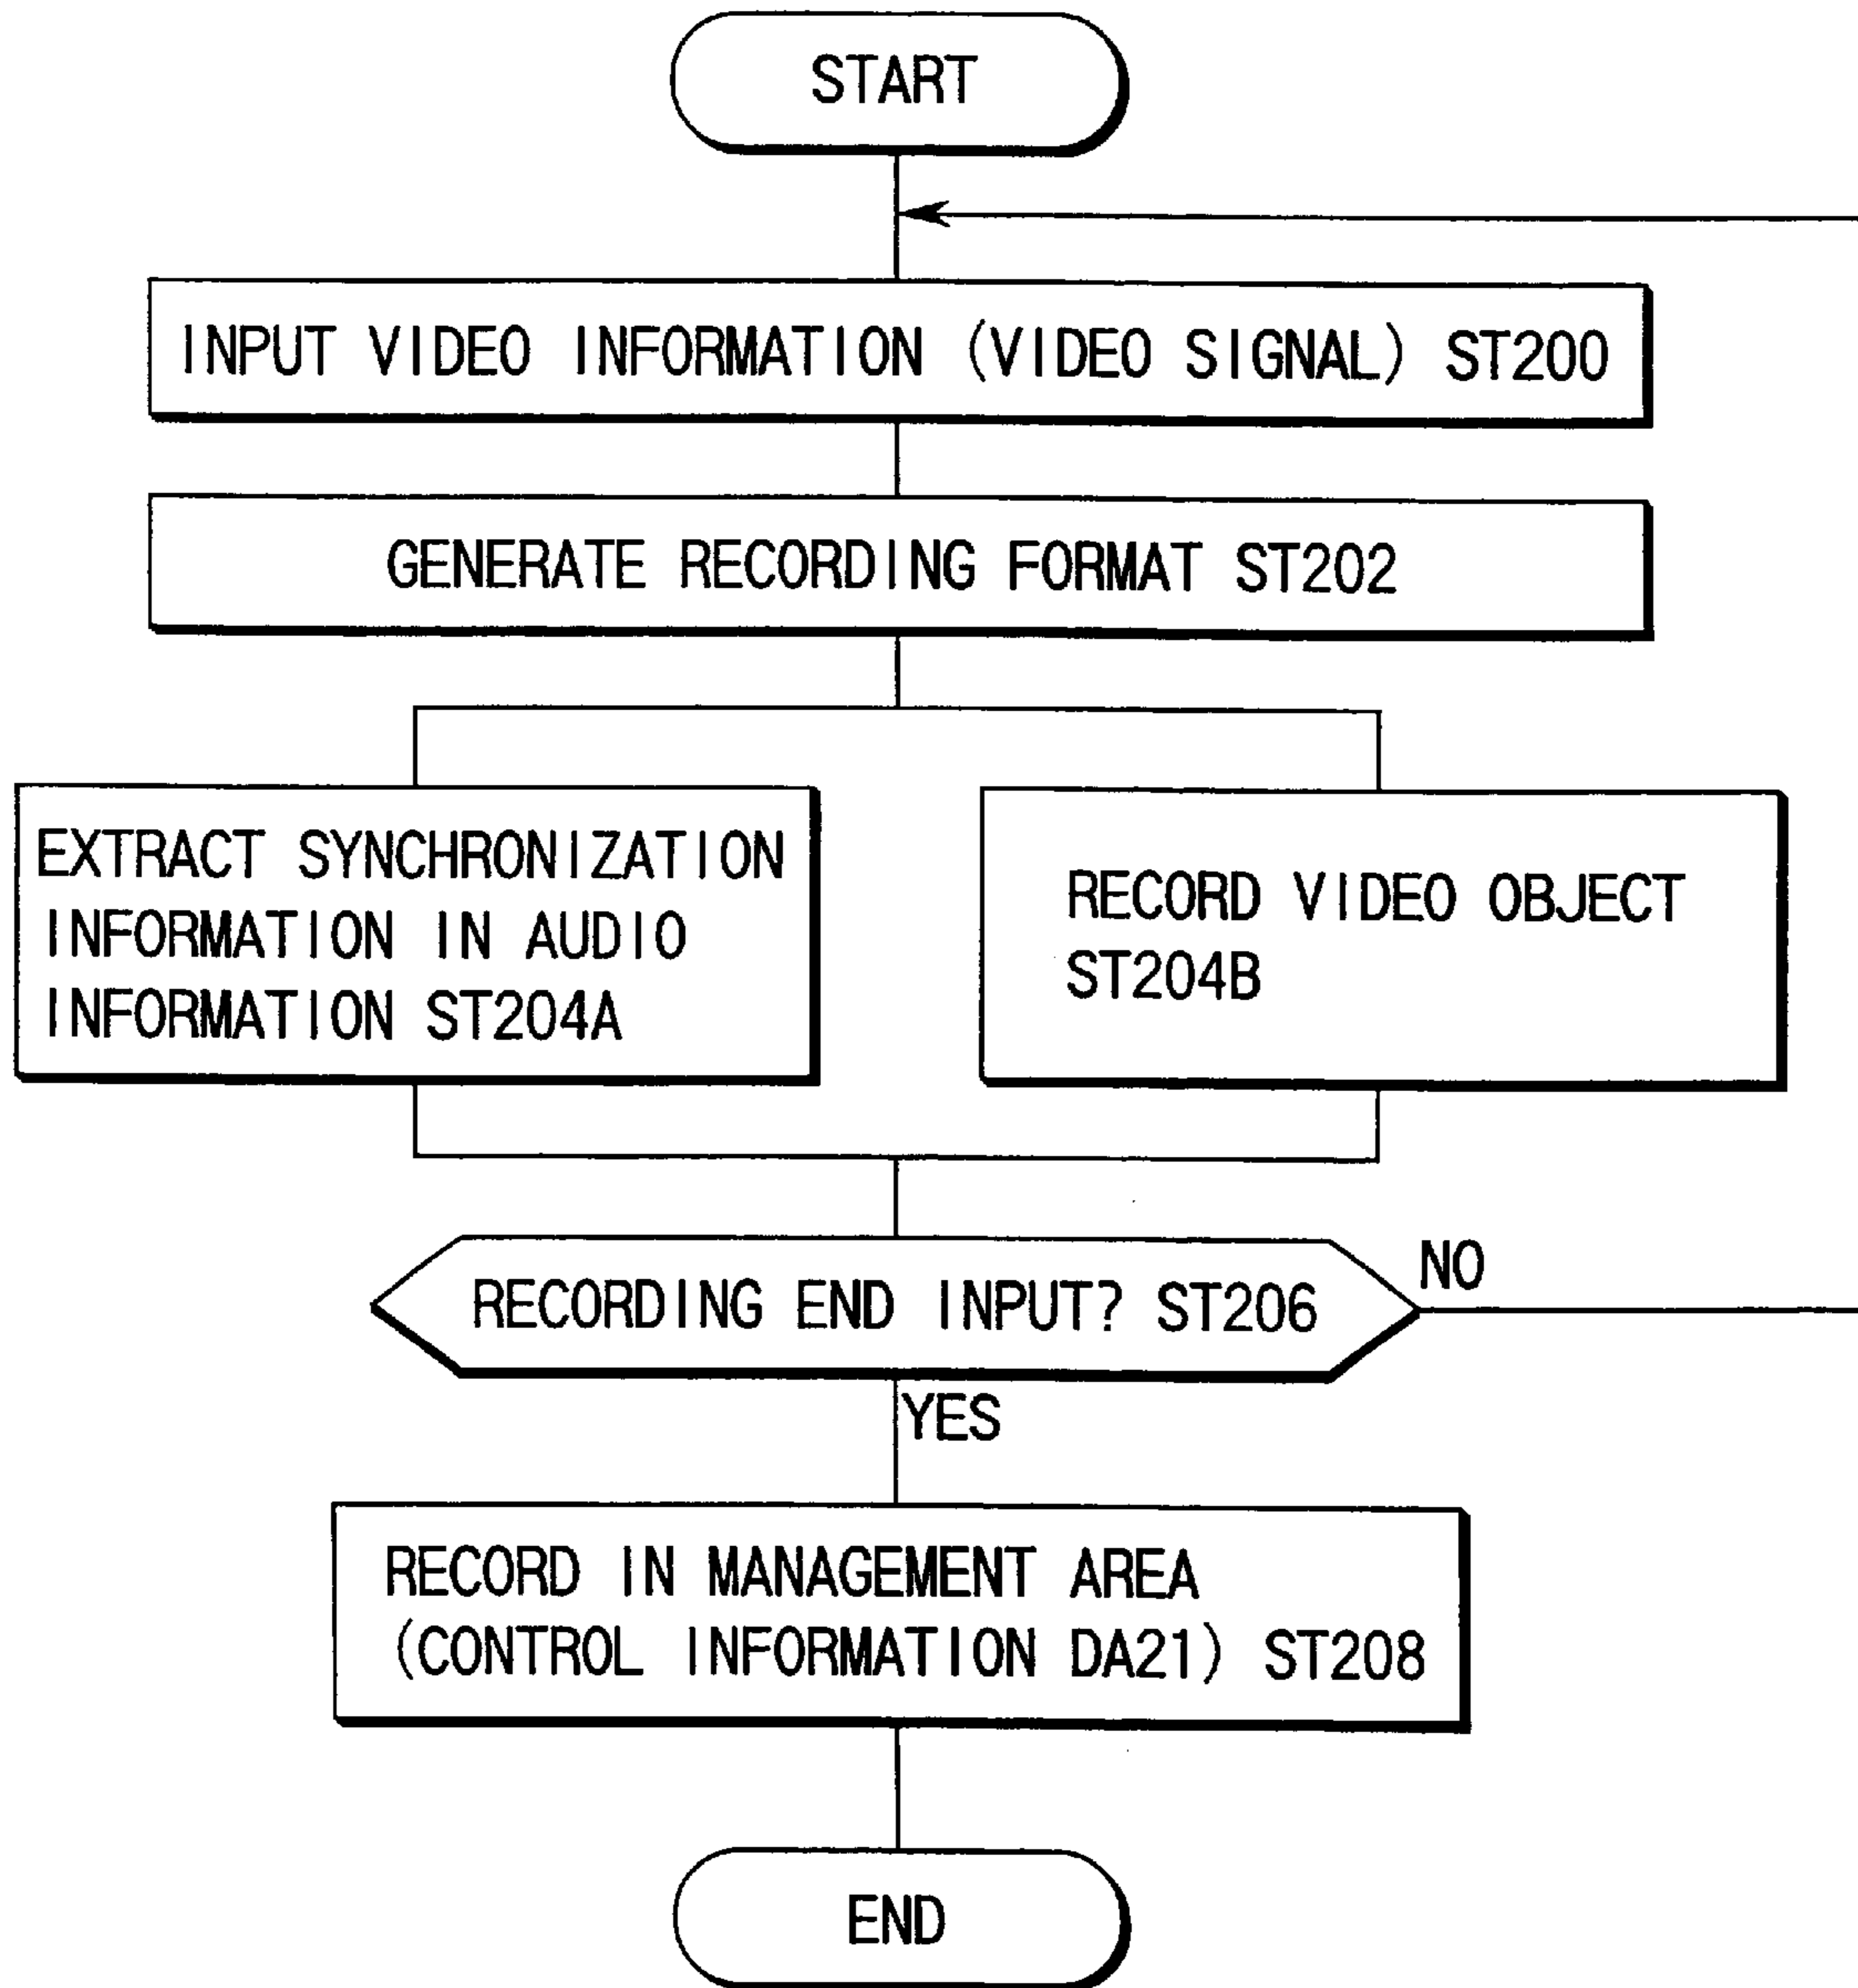 START
INPUT VIDEO INFORMATION (VIDEO SIGNAL) ST200
GENERATE RECORDING FORMAT ST202
EXTRACT SYNCHRONIZATION
INFORMATION IN AUDIO
INFORMATION ST204A
RECORD VIDEO OBJECT
ST204B
RECORDING END INPUT? ST206
NO
YES
RECORD IN MANAGEMENT AREA
(CONTROL INFORMATION DA21) ST208
END